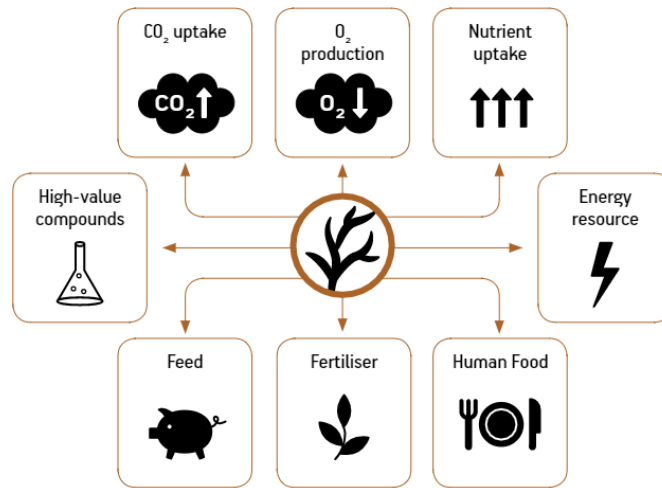 CO₂ uptake
CO₂
O₂
production
O₂
Nutrient
uptake
High-value
compounds
Energy
resource
Feed
Fertiliser
Human Food